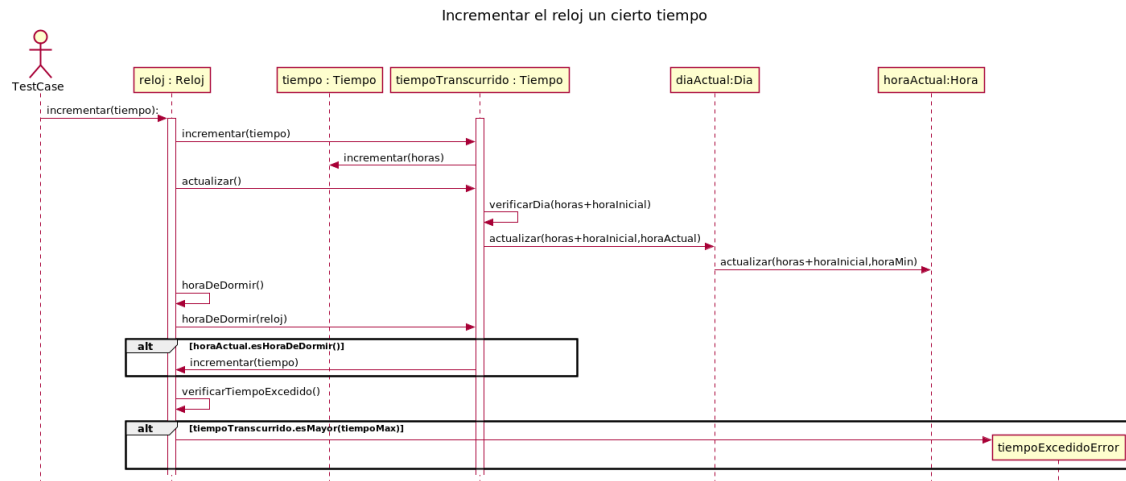 Incrementar el reloj un cierto tiempo
TestCase
reloj : Reloj
tiempo : Tiempo
tiempoTranscurrido : Tiempo
diaActual:Dia
horaActual:Hora
incrementar(tiempo):
incrementar(tiempo)
incrementar(horas)
actualizar()
verificarDia(horas+horaInicial)
actualizar(horas+horaInicial,horaActual)
actualizar(horas+horaInicial,horaMin)
horaDeDormir()
horaDeDormir(reloj)
alt [horaActual.esHoraDeDormir()]
incrementar(tiempo)
verificarTiempoExcedido()
alt [tiempoTranscurrido.esMayor(tiempoMax)]
tiempoExcedidoError